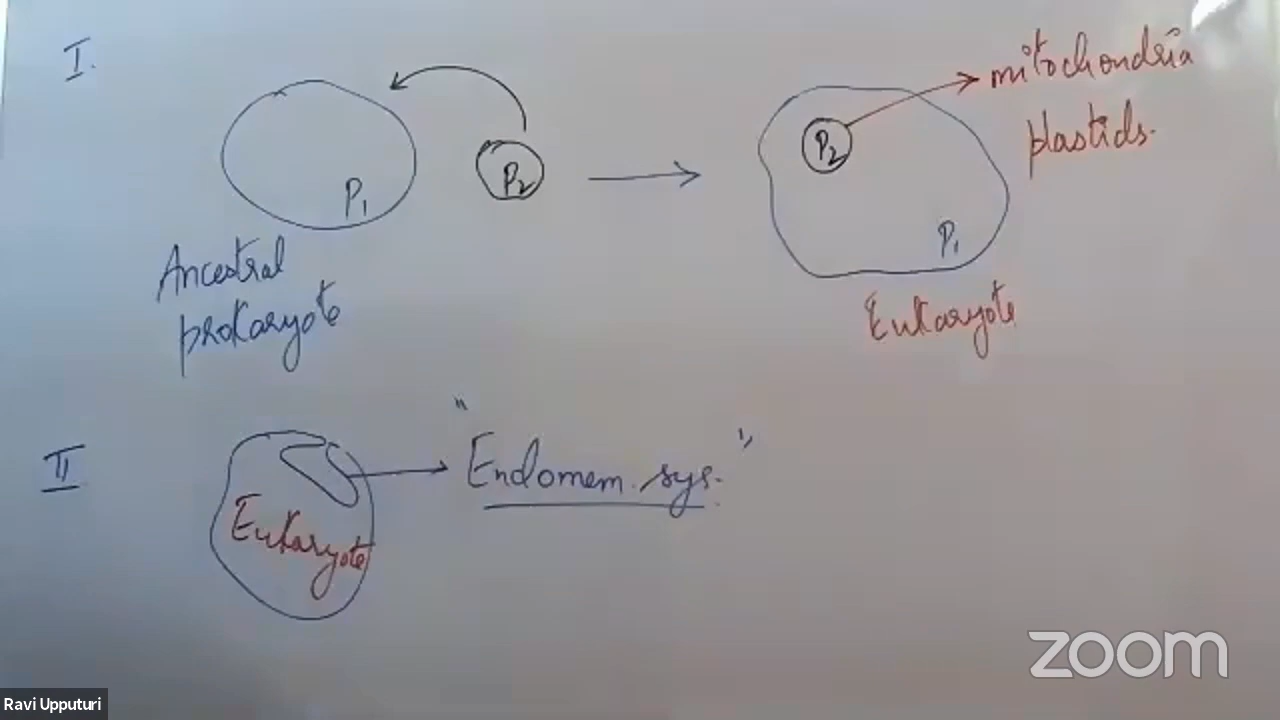 I.
P₁
P₂
Ancestral
prokaryote
P₂
P₁
mitochondria
plastids.
Eukaryote
II
Eukaryote
"Endomem. sys."
zoom
Ravi Upputuri